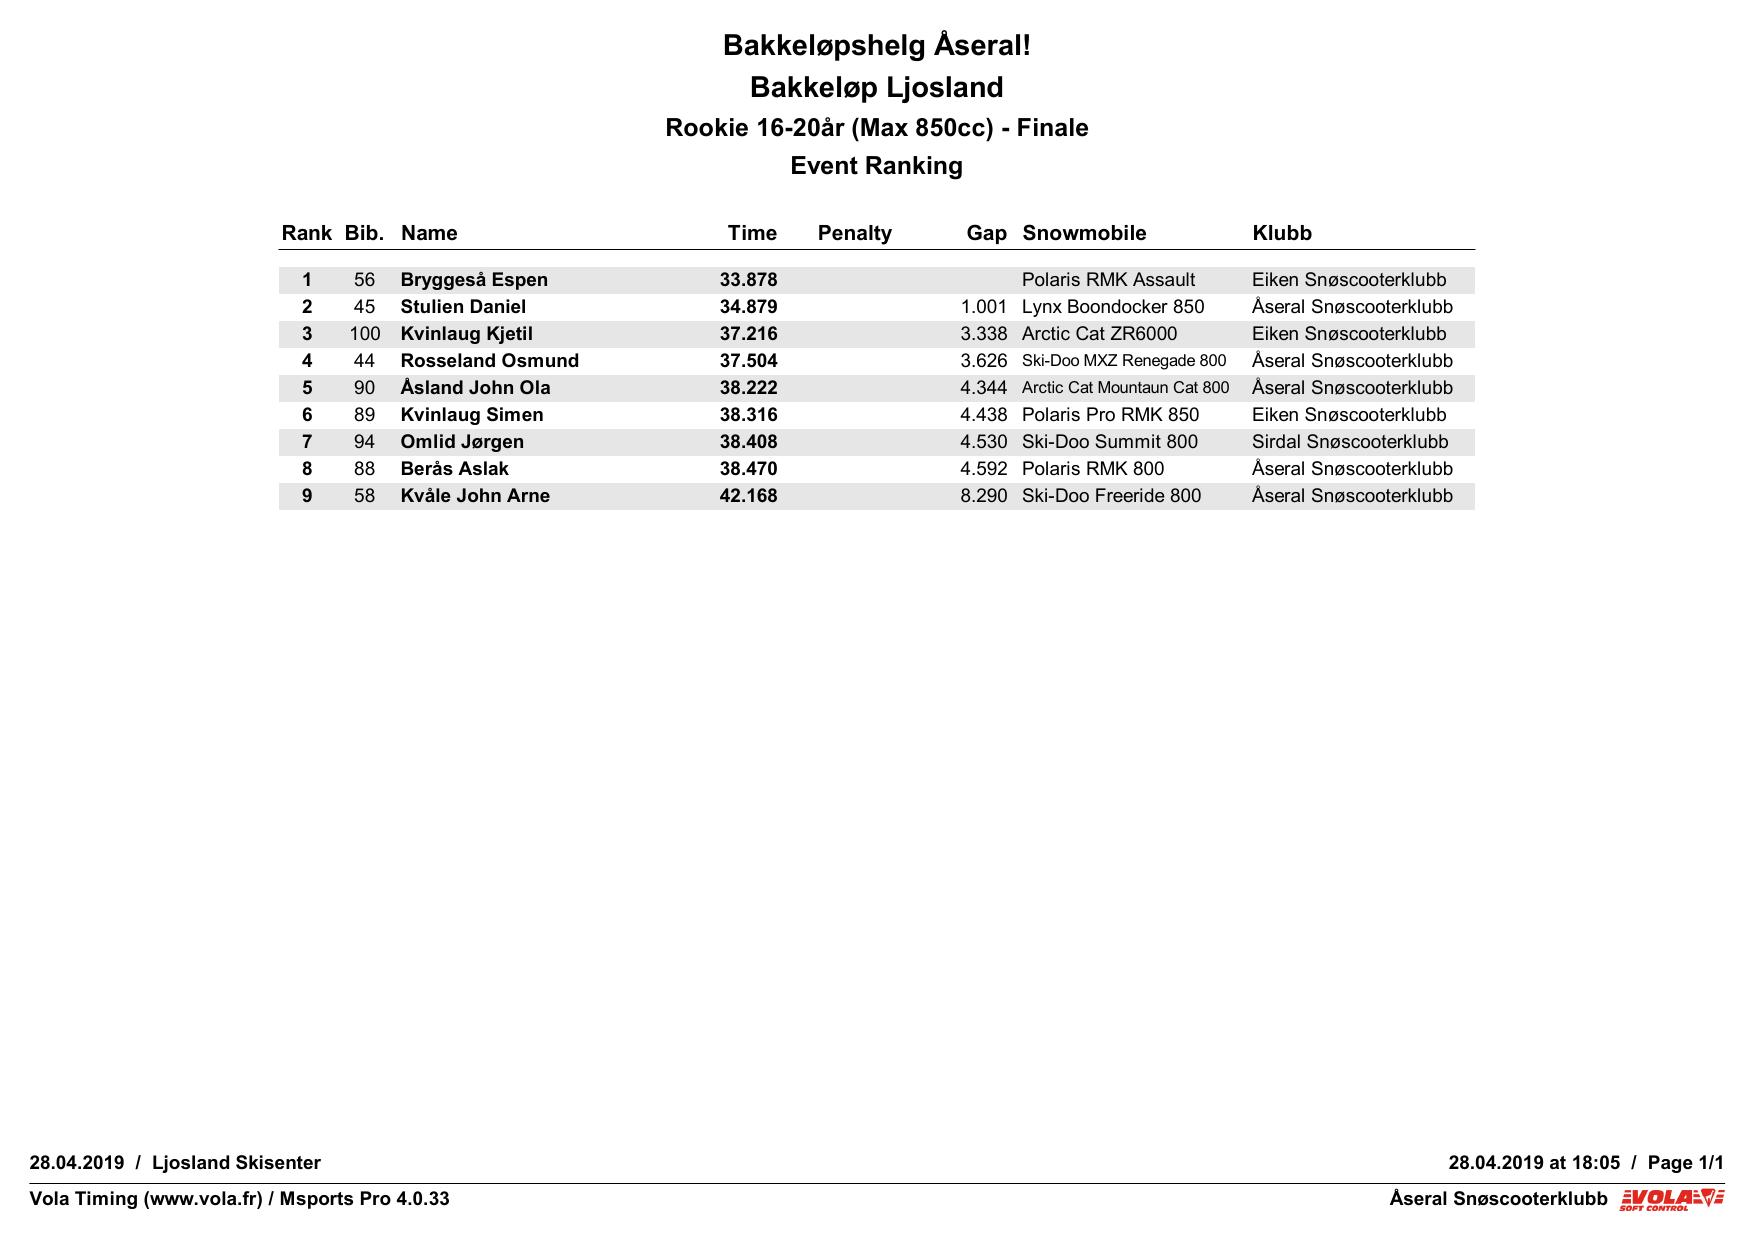 Bakkeløpshelg Åseral!
Bakkeløp Ljosland
Rookie 16-20år (Max 850cc) - Finale
Event Ranking
Rank Bib. Name Time Penalty Gap Snowmobile Klubb
1 56 Bryggeså Espen 33.878 Polaris RMK Assault Eiken Snøscooterklubb
2 45 Stulien Daniel 34.879 1.001 Lynx Boondocker 850 Åseral Snøscooterklubb
3 100 Kvinlaug Kjetil 37.216 3.338 Arctic Cat ZR6000 Eiken Snøscooterklubb
4 44 Rosseland Osmund 37.504 3.626 Ski-Doo MXZ Renegade 800 Åseral Snøscooterklubb
5 90 Åsland John Ola 38.222 4.344 Arctic Cat Mountaun Cat 800 Åseral Snøscooterklubb
6 89 Kvinlaug Simen 38.316 4.438 Polaris Pro RMK 850 Eiken Snøscooterklubb
7 94 Omlid Jørgen 38.408 4.530 Ski-Doo Summit 800 Sirdal Snøscooterklubb
8 88 Berås Aslak 38.470 4.592 Polaris RMK 800 Åseral Snøscooterklubb
9 58 Kvåle John Arne 42.168 8.290 Ski-Doo Freeride 800 Åseral Snøscooterklubb
28.04.2019 / Ljosland Skisenter 28.04.2019 at 18:05 / Page 1/1
Vola Timing (www.vola.fr) / Msports Pro 4.0.33 Åseral Snøscooterklubb VOLA
SOFT CONTROL